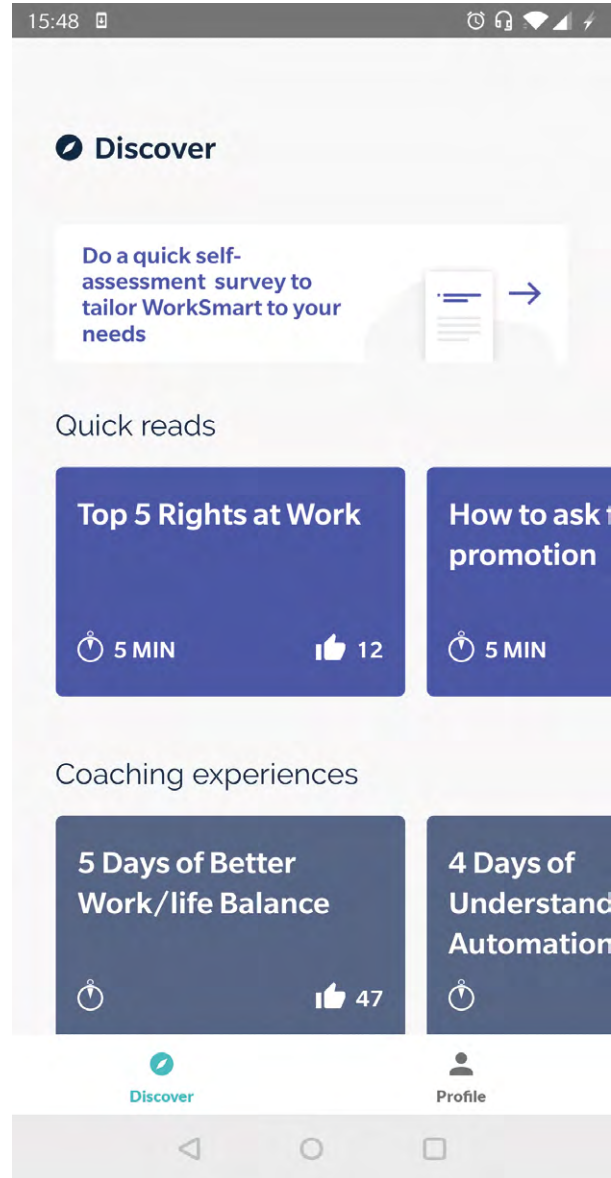 15:48
Discover
Do a quick self-
assessment survey to
tailor WorkSmart to your
needs
Quick reads
Top 5 Rights at Work
5 MIN
12
How to ask
promotion
5 MIN
Coaching experiences
5 Days of Better
Work/life Balance
47
4 Days of
Understand
Automation
Discover
Profile